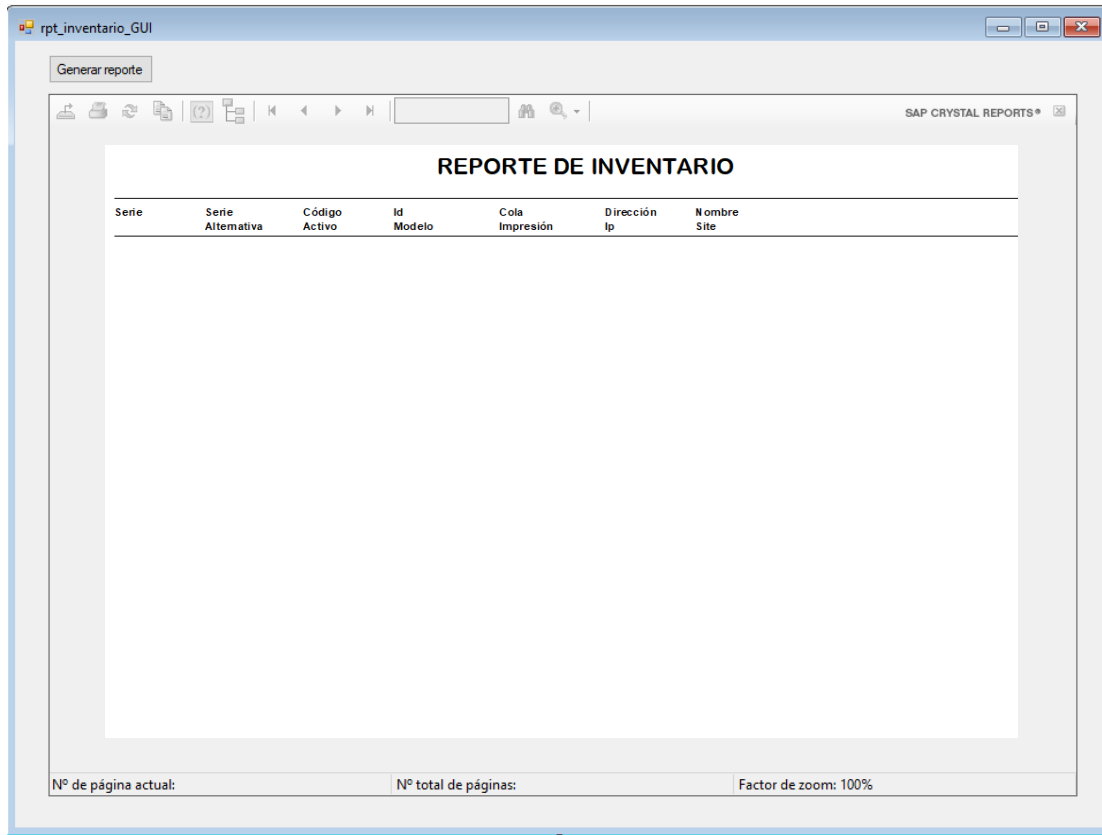 rpt_inventario_GUI
Generar reporte
SAP CRYSTAL REPORTS®
REPORTE DE INVENTARIO
Serie Serie Código Id Cola Dirección Nombre
Alternativa Activo Modelo Impresión Ip Site
Nº de página actual: Nº total de páginas: Factor de zoom: 100%